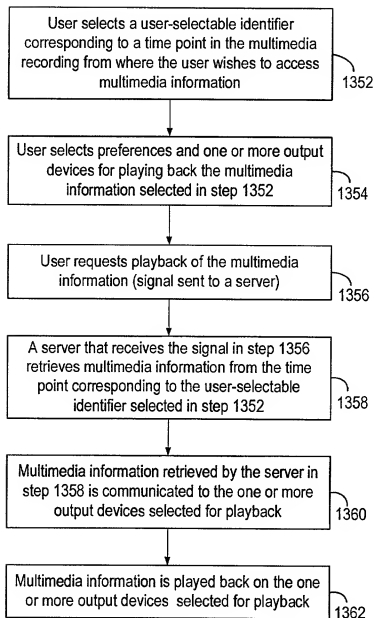 User selects a user-selectable identifier
corresponding to a time point in the multimedia
recording from where the user wishes to access
multimedia information
1352
User selects preferences and one or more output
devices for playing back the multimedia
information selected in step 1352
1354
User requests playback of the multimedia
information (signal sent to a server)
1356
A server that receives the signal in step 1356
retrieves multimedia information from the time
point corresponding to the user-selectable
identifier selected in step 1352
1358
Multimedia information retrieved by the server in
step 1358 is communicated to the one or more
output devices selected for playback
1360
Multimedia information is played back on the one
or more output devices selected for playback
1362